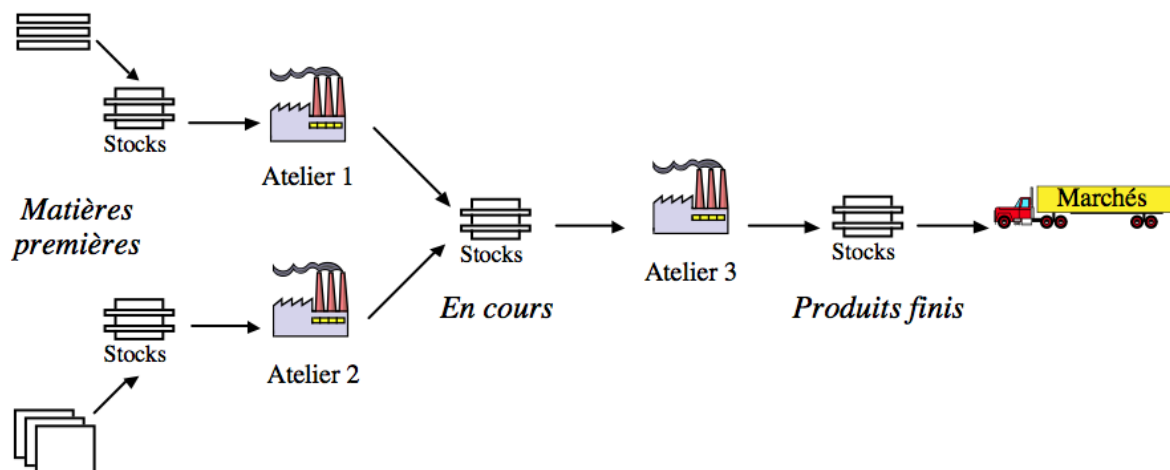 Stocks
Atelier 1
Matières
premières
Stocks
Atelier 2
Stocks
En cours
Atelier 3
Stocks
Produits finis
Marchés